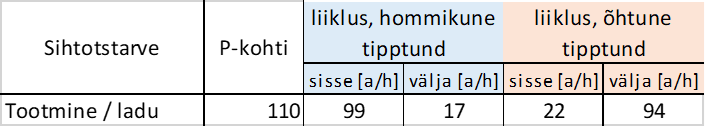 Sihtotstarve P-kohti liiklus, hommikune tipptund liiklus, õhtune tipptund
sisse [a/h] välja [a/h] sisse [a/h] välja [a/h]
Tootmine / ladu 110 99 17 22 94